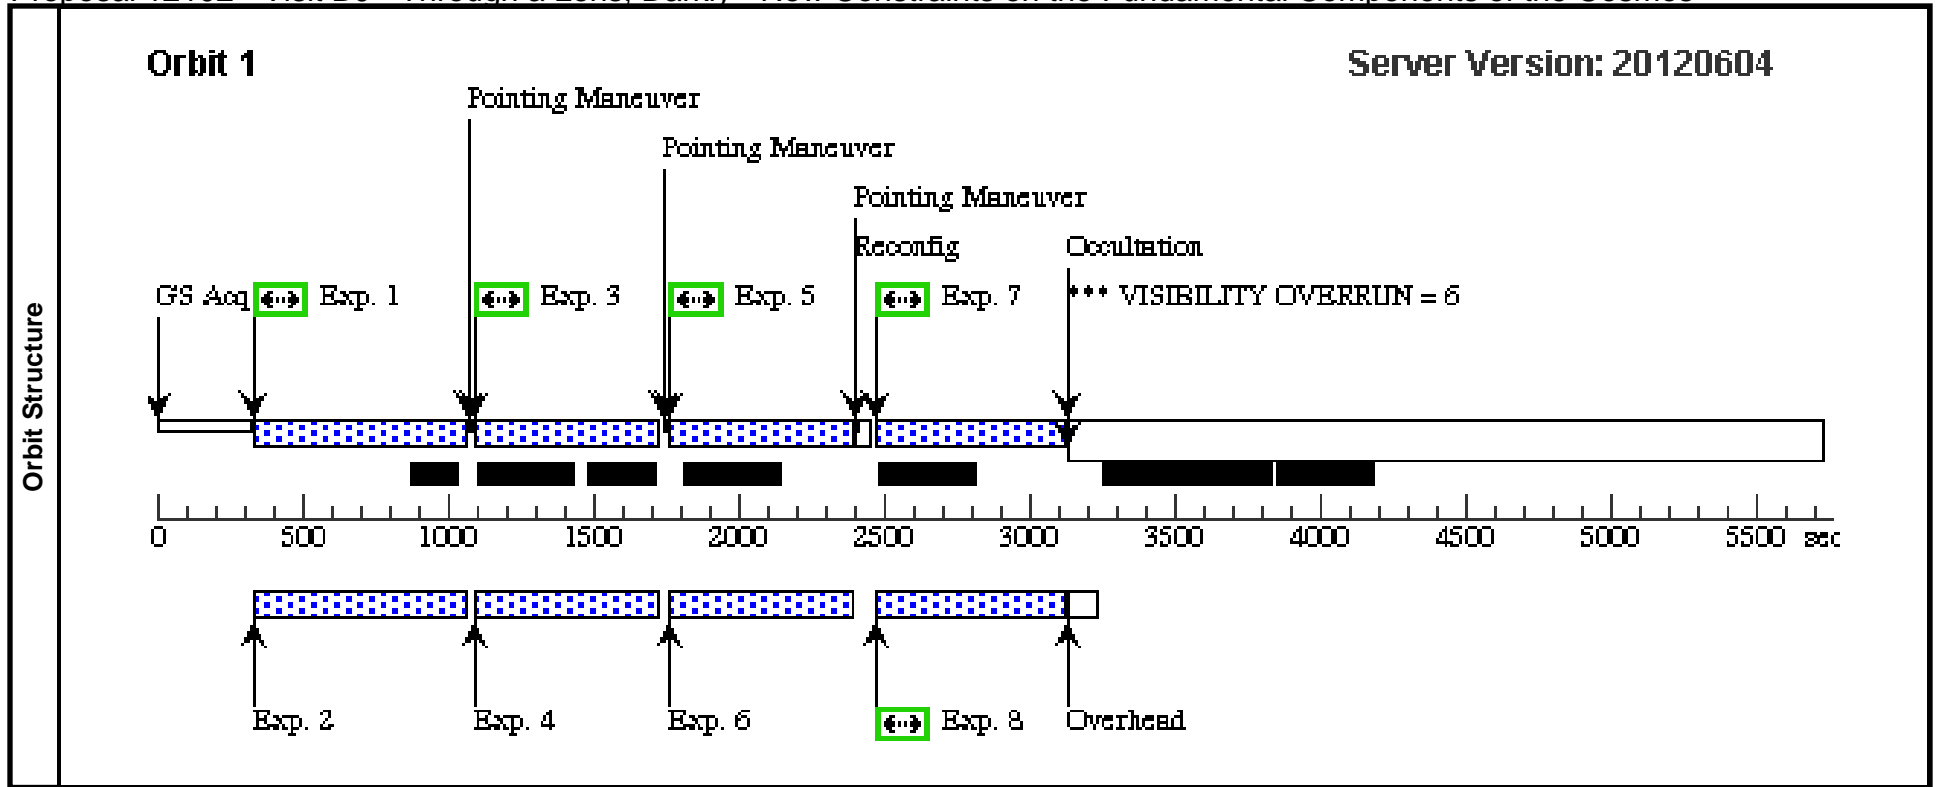 Orbit Structure
Orbit 1
Server Version: 20120604
Pointing Maneuver
Pointing Maneuver
Pointing Maneuver
Reconfig
Occultation
GS Acq
Exp. 1
Exp. 3
Exp. 5
Exp. 7
*** VISIBILITY OVERRUN = 6
0 500 1000 1500 2000 2500 3000 3500 4000 4500 5000 5500 sec
Exp. 2
Exp. 4
Exp. 6
Exp. 8
Overhead